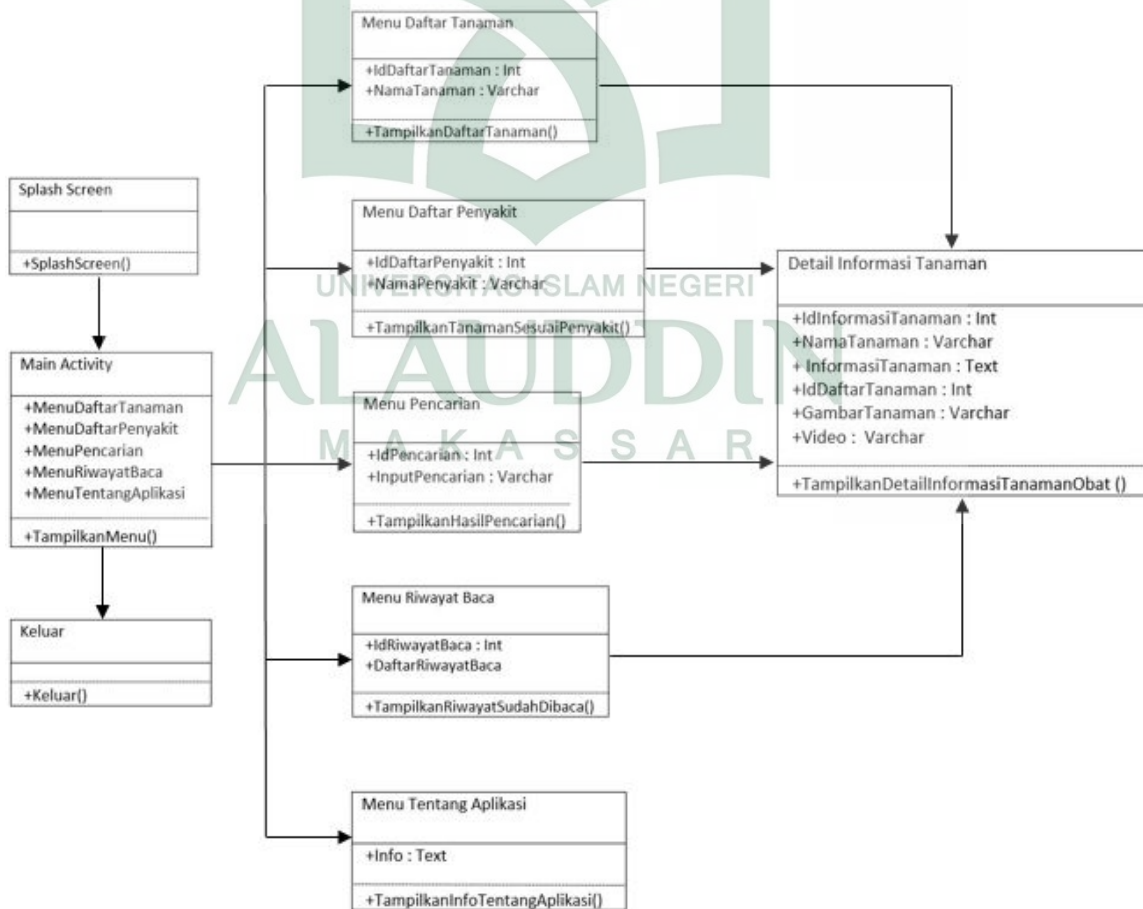 Menu Daftar Tanaman
+IdDaftarTanaman : Int
+NamaTanaman : Varchar
+TampilkanDaftarTanaman()
Splash Screen
+SplashScreen()
Menu Daftar Penyakit
+IdDaftarPenyakit : Int
+NamaPenyakit : Varchar
+TampilkanTanamanSesuaiPenyakit()
Detail Informasi Tanaman
+IdInformasiTanaman : Int
+NamaTanaman : Varchar
+ InformasiTanaman : Text
+IdDaftarTanaman : Int
+GambarTanaman : Varchar
+Video : Varchar
+TampilkanDetailInformasiTanamanObat ()
Main Activity
+MenuDaftarTanaman
+MenuDaftarPenyakit
+MenuPencarian
+MenuRiwayatBaca
+MenuTentangAplikasi
+TampilkanMenu()
Menu Pencarian
+IdPencarian : Int
+InputPencarian : Varchar
+TampilkanHasilPencarian()
Keluar
+Keluar()
Menu Riwayat Baca
+IdRiwayatBaca : Int
+DaftarRiwayatBaca
+TampilkanRiwayatSudahDibaca()
Menu Tentang Aplikasi
+Info : Text
+TampilkanInfoTentangAplikasi()
UNIVERSITAS ISLAM NEGERI
ALAUDDIN
MAKASSAR